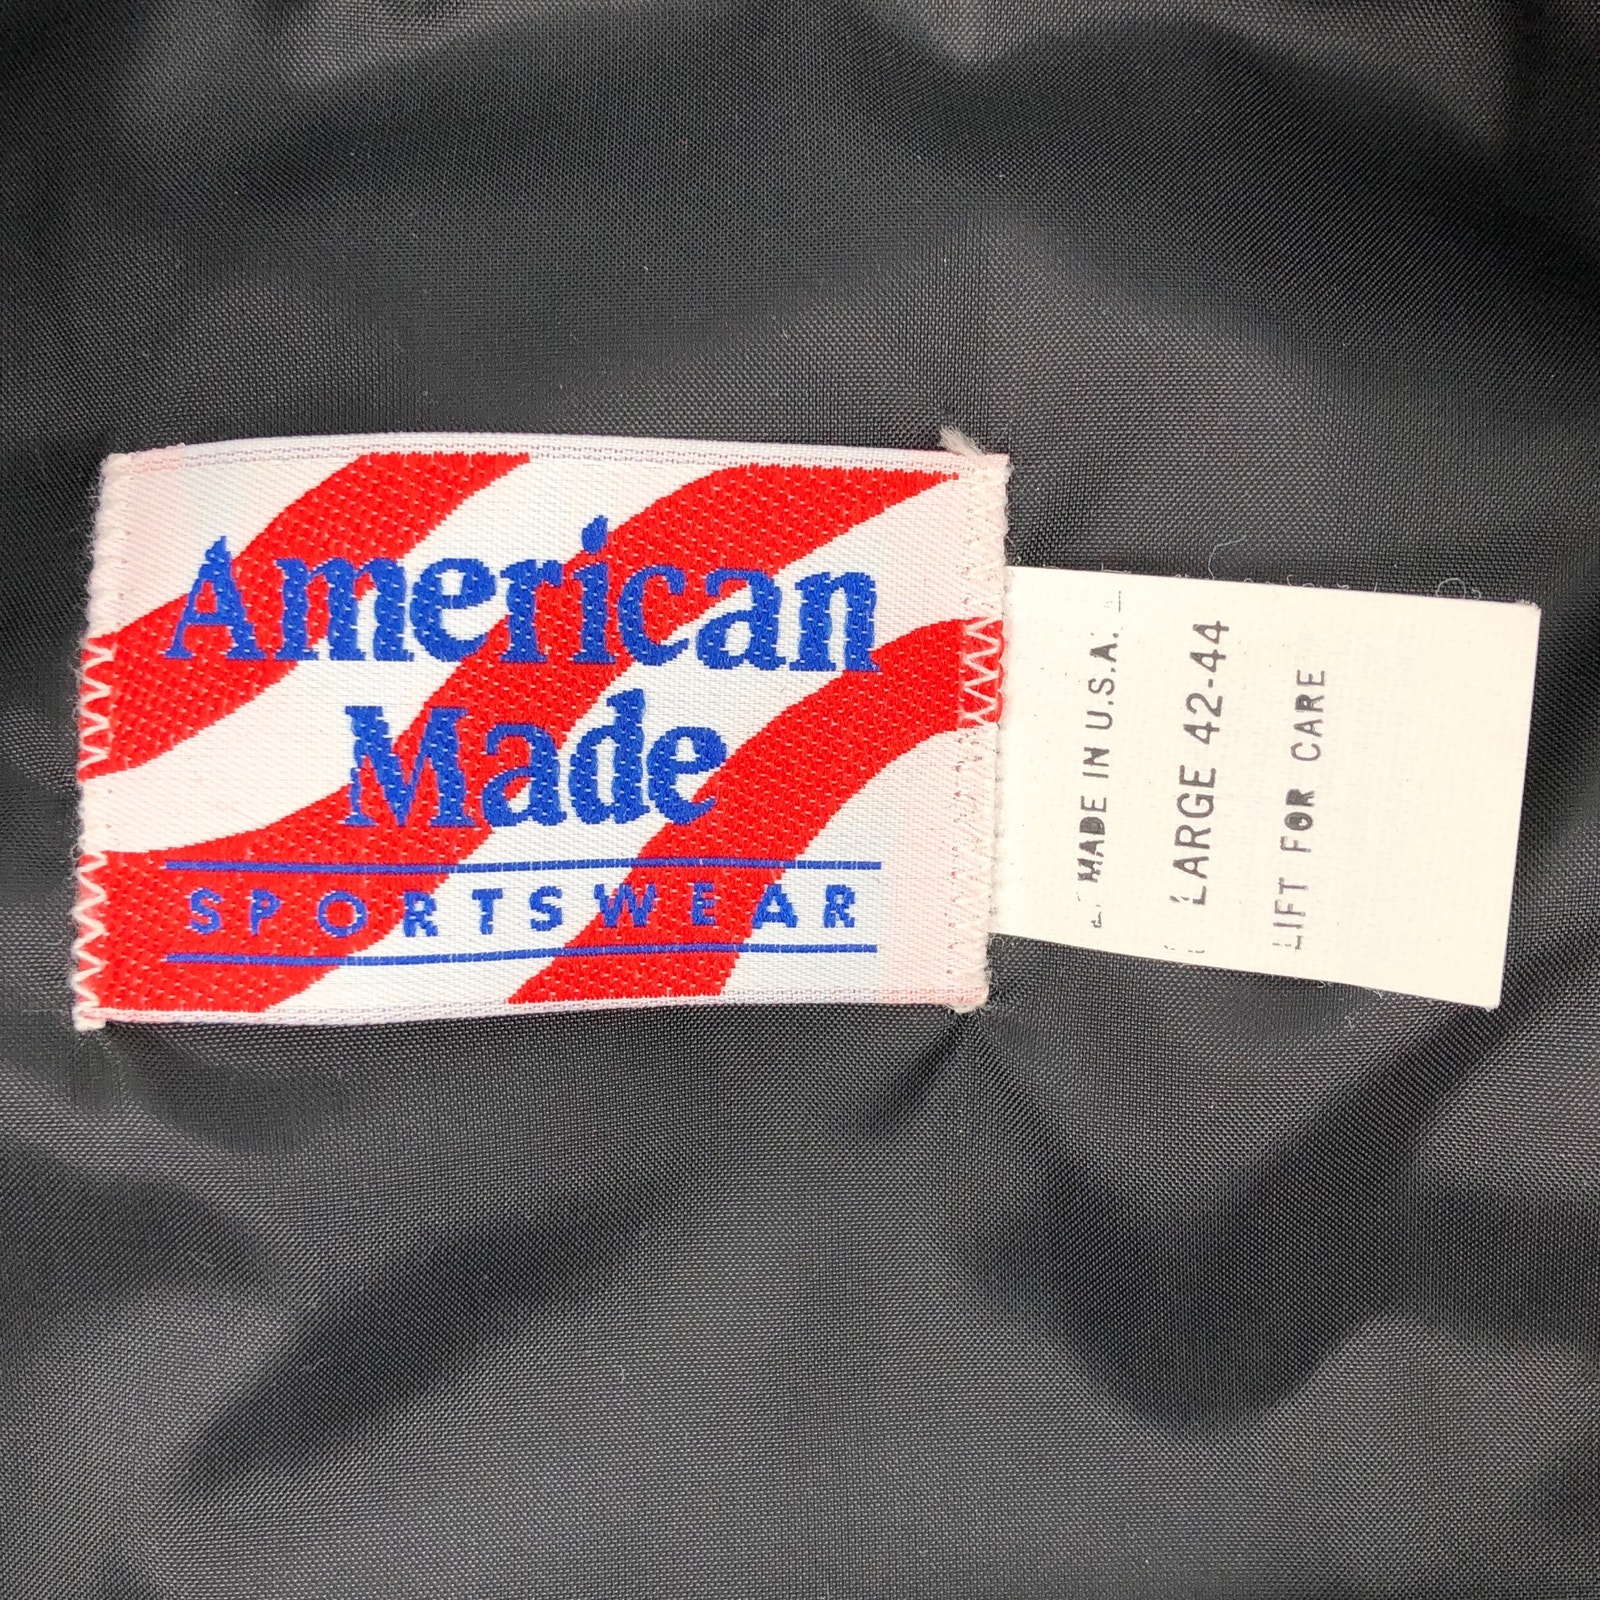 American
Made
SPORTSWEAR
MADE IN U.S.A.
LARGE 42-44
LIFT FOR CARE